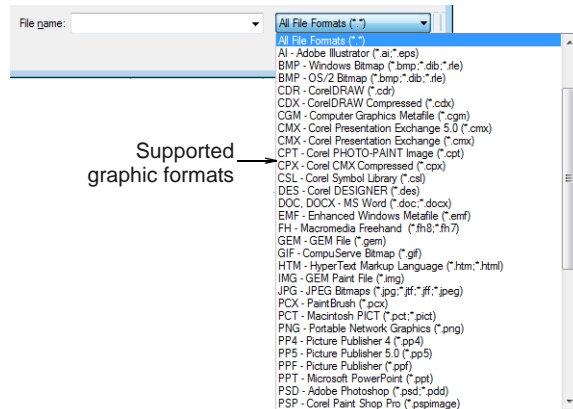 File name:
All File Formats (*.*)
All File Formats (*.*)
AI - Adobe Illustrator (*.ai;*.eps)
BMP - Windows Bitmap (*.bmp;*.dib;*.rle)
BMP - OS/2 Bitmap (*.bmp;*.dib;*.rle)
CDR - CorelDRAW (*.cdr)
CDX - CorelDRAW Compressed (*.cdx)
CGM - Computer Graphics Metafile (*.cgm)
CMX - Corel Presentation Exchange 5.0 (*.cmx)
CMX - Corel Presentation Exchange (*.cmx)
CPT - Corel PHOTO-PAINT Image (*.cpt)
CPX - Corel CMX Compressed (*.cpx)
CSL - Corel Symbol Library (*.csl)
DES - Corel DESIGNER (*.des)
DOC, DOCX - MS Word (*.doc;*.docx)
EMF - Enhanced Windows Metafile (*.emf)
FH - Macromedia Freehand (*.fh8;*.fh7)
GEM - GEM File (*.gem)
GIF - CompuServe Bitmap (*.gif)
HTM - HyperText Markup Language (*.htm;*.html)
IMG - GEM Paint File (*.img)
JPG - JPEG Bitmaps (*.jpg;*.jtf;*.jff;*.jpeg)
PCX - PaintBrush (*.pcx)
PCT - Macintosh PICT (*.pct;*.pict)
PNG - Portable Network Graphics (*.png)
PP4 - Picture Publisher 4 (*.pp4)
PP5 - Picture Publisher 5.0 (*.pp5)
PPF - Picture Publisher (*.ppf)
PPT - Microsoft PowerPoint (*.ppt)
PSD - Adobe Photoshop (*.psd;*.pdd)
PSP - Corel Paint Shop Pro (*.pspimage)
Supported
graphic formats